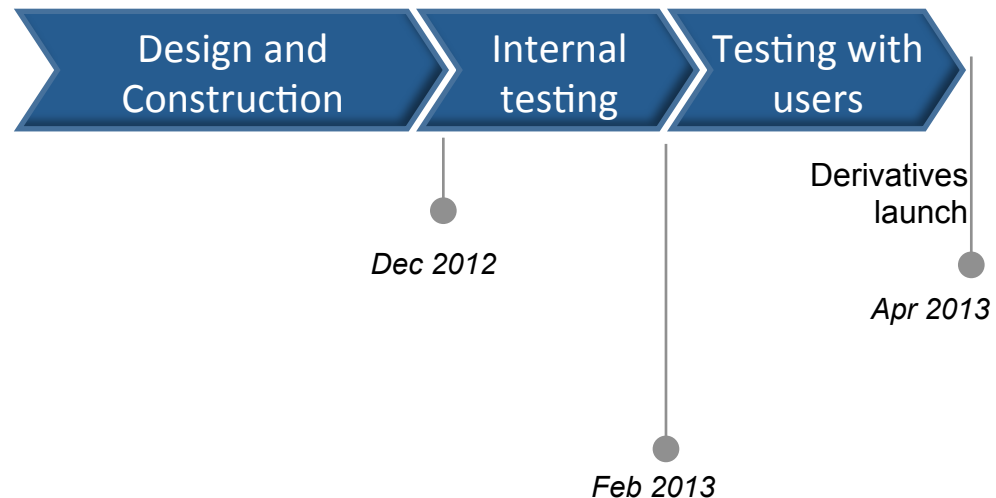 Design and
Construction
Internal
testing
Testing with
users
Derivatives
launch
Dec 2012
Apr 2013
Feb 2013